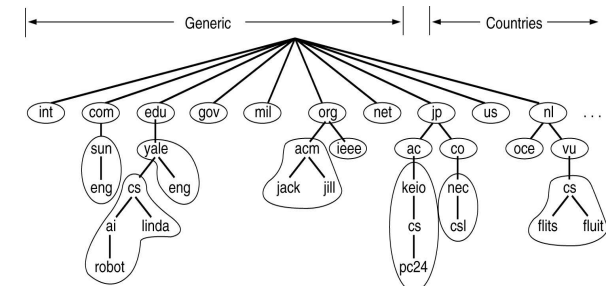 Generic Countries
int com edu gov mil org net jp us nl ...
sun yale acm ieee ac co oce vu
eng cs eng jack jill keio nec cs
ai linda cs csl flits fluit
robot pc24